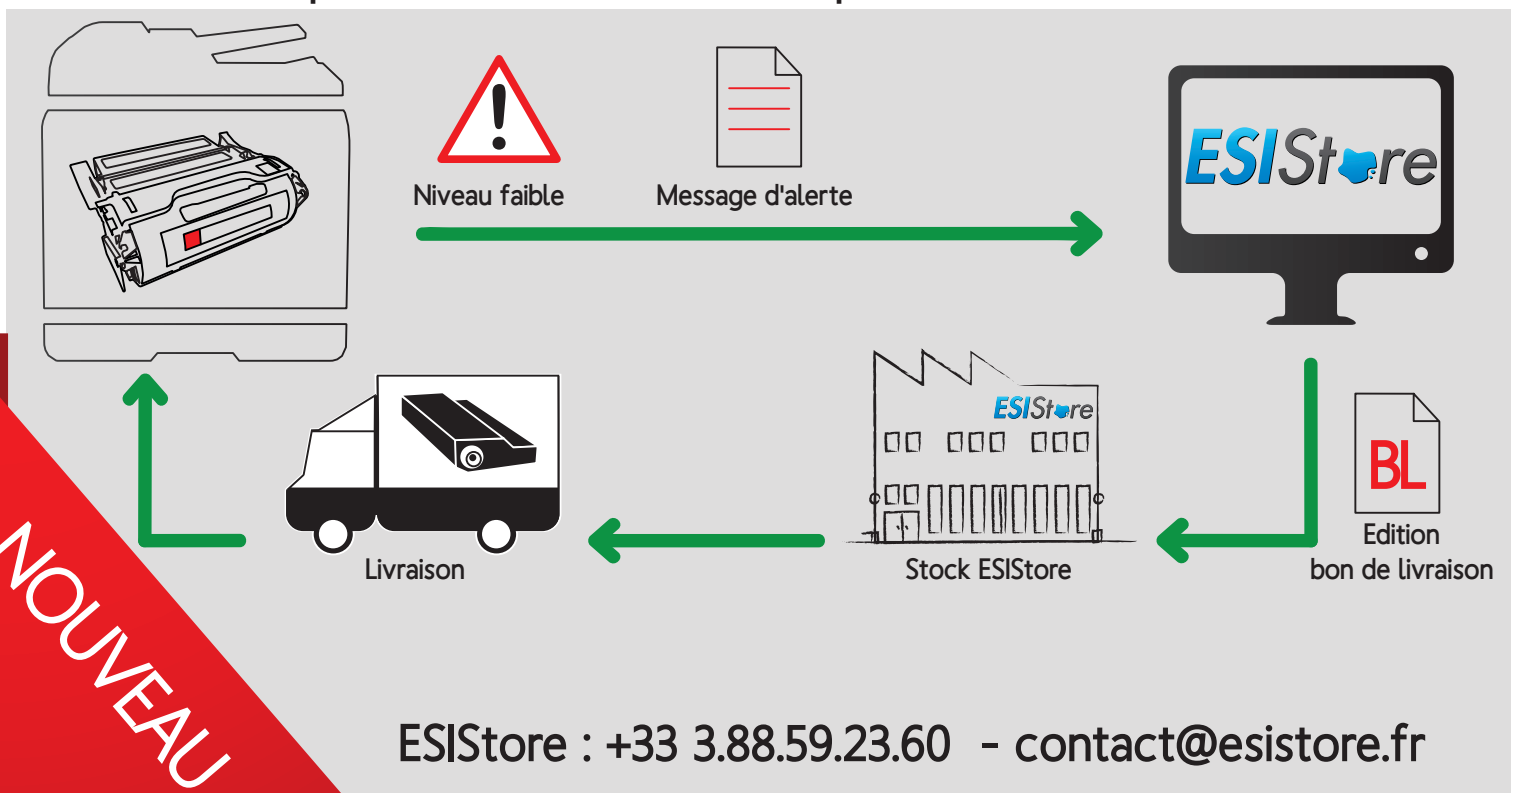 ESIStore
Niveau faible
Message d'alerte
ESIStore
BL
Edition
bon de livraison
Stock ESIStore
Livraison
NOUVEAU
ESIStore : +33 3.88.59.23.60 - contact@esistore.fr